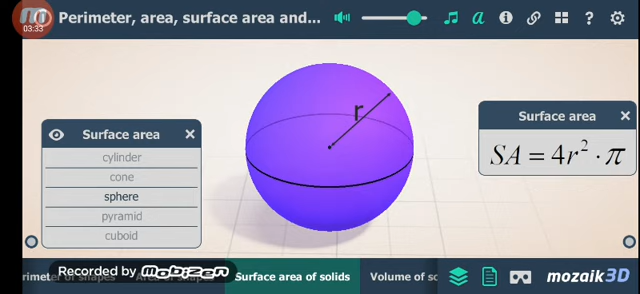 Perimeter, area, surface area and...
a
?
03:33
r
Surface area
cylinder
cone
sphere
pyramid
cuboid
Surface area
SA = 4r² · π
Recorded by MOBIZEN
Surface area of solids
Volume of so
mozaik3D